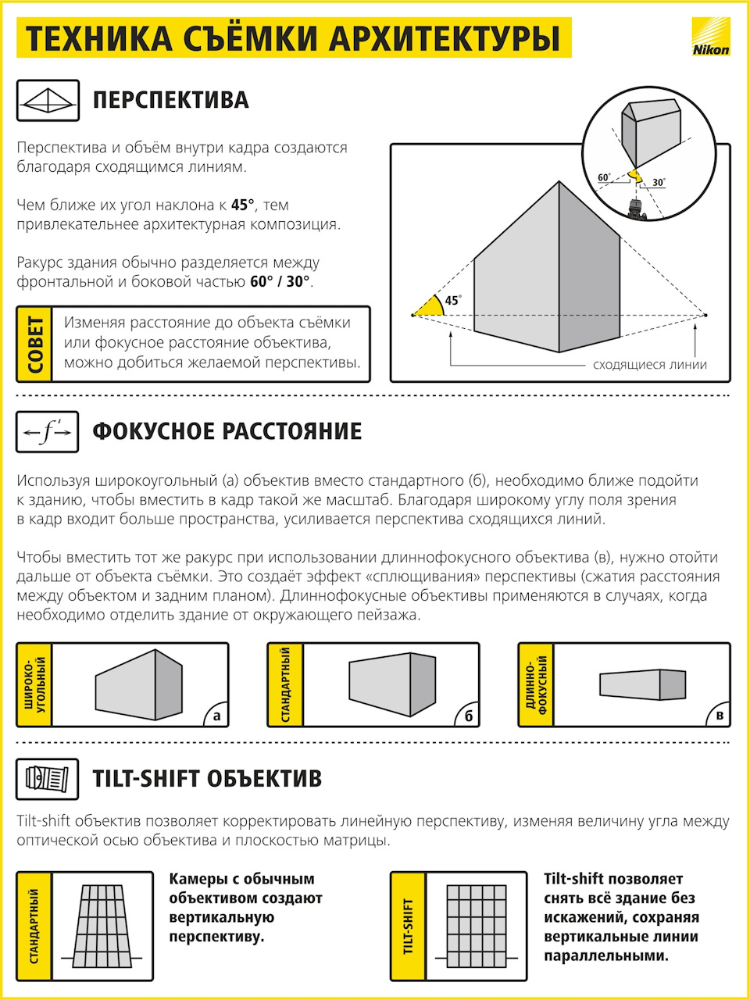 ТЕХНИКА СЪЁМКИ АРХИТЕКТУРЫ
Nikon
ПЕРСПЕКТИВА
Перспектива и объём внутри кадра создаются
благодаря сходящимся линиям.
Чем ближе их угол наклона к 45°, тем
привлекательнее архитектурная композиция.
Ракурс здания обычно разделяется между
фронтальной и боковой частью 60° / 30°.
СОВЕТ
Изменяя расстояние до объекта съёмки
или фокусное расстояние объектива,
можно добиться желаемой перспективы.
60°
30°
45°
сходящиеся линии
f'
ФОКУСНОЕ РАССТОЯНИЕ
Используя широкоугольный (а) объектив вместо стандартного (б), необходимо ближе подойти
к зданию, чтобы вместить в кадр такой же масштаб. Благодаря широкому углу поля зрения
в кадр входит больше пространства, усиливается перспектива сходящихся линий.
Чтобы вместить тот же ракурс при использовании длиннофокусного объектива (в), нужно отойти
дальше от объекта съёмки. Это создаёт эффект «сплющивания» перспективы (сжатия расстояния
между объектом и задним планом). Длиннофокусные объективы применяются в случаях, когда
необходимо отделить здание от окружающего пейзажа.
ШИРОКО-
УГОЛЬНЫЙ
а
СТАНДАРТНЫЙ
б
ДЛИННО-
ФОКУСНЫЙ
в
TILT-SHIFT ОБЪЕКТИВ
Tilt-shift объектив позволяет корректировать линейную перспективу, изменяя величину угла между
оптической осью объектива и плоскостью матрицы.
СТАНДАРТНЫЙ
Камеры с обычным
объективом создают
вертикальную
перспективу.
TILT-SHIFT
Tilt-shift позволяет
снять всё здание без
искажений, сохраняя
вертикальные линии
параллельными.